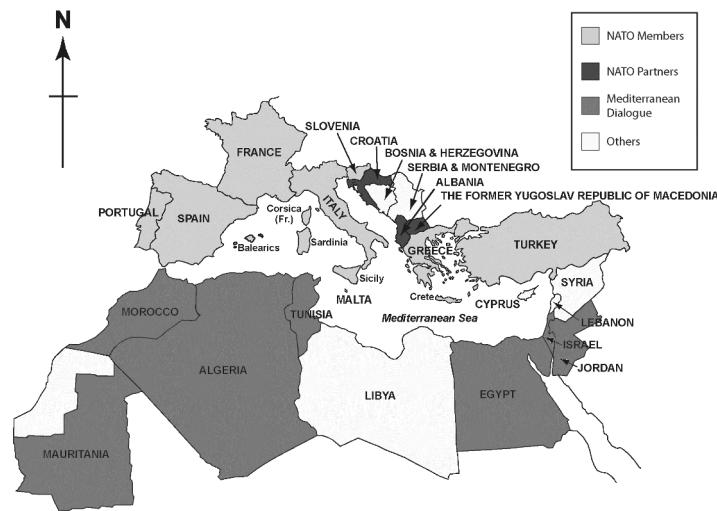 N
NATO Members
NATO Partners
Mediterranean
Dialogue
Others
SLOVENIA
CROATIA
BOSNIA & HERZEGOVINA
SERBIA & MONTENEGRO
ALBANIA
THE FORMER YUGOSLAV REPUBLIC OF MACEDONIA
FRANCE
PORTUGAL
SPAIN
Corsica
(Fr.)
ITALY
Balearics
Sardinia
GREECE
TURKEY
Sicily
MALTA
Crete
CYPRUS
SYRIA
Mediterranean Sea
LEBANON
ISRAEL
JORDAN
MOROCCO
TUNISIA
ALGERIA
LIBYA
EGYPT
MAURITANIA